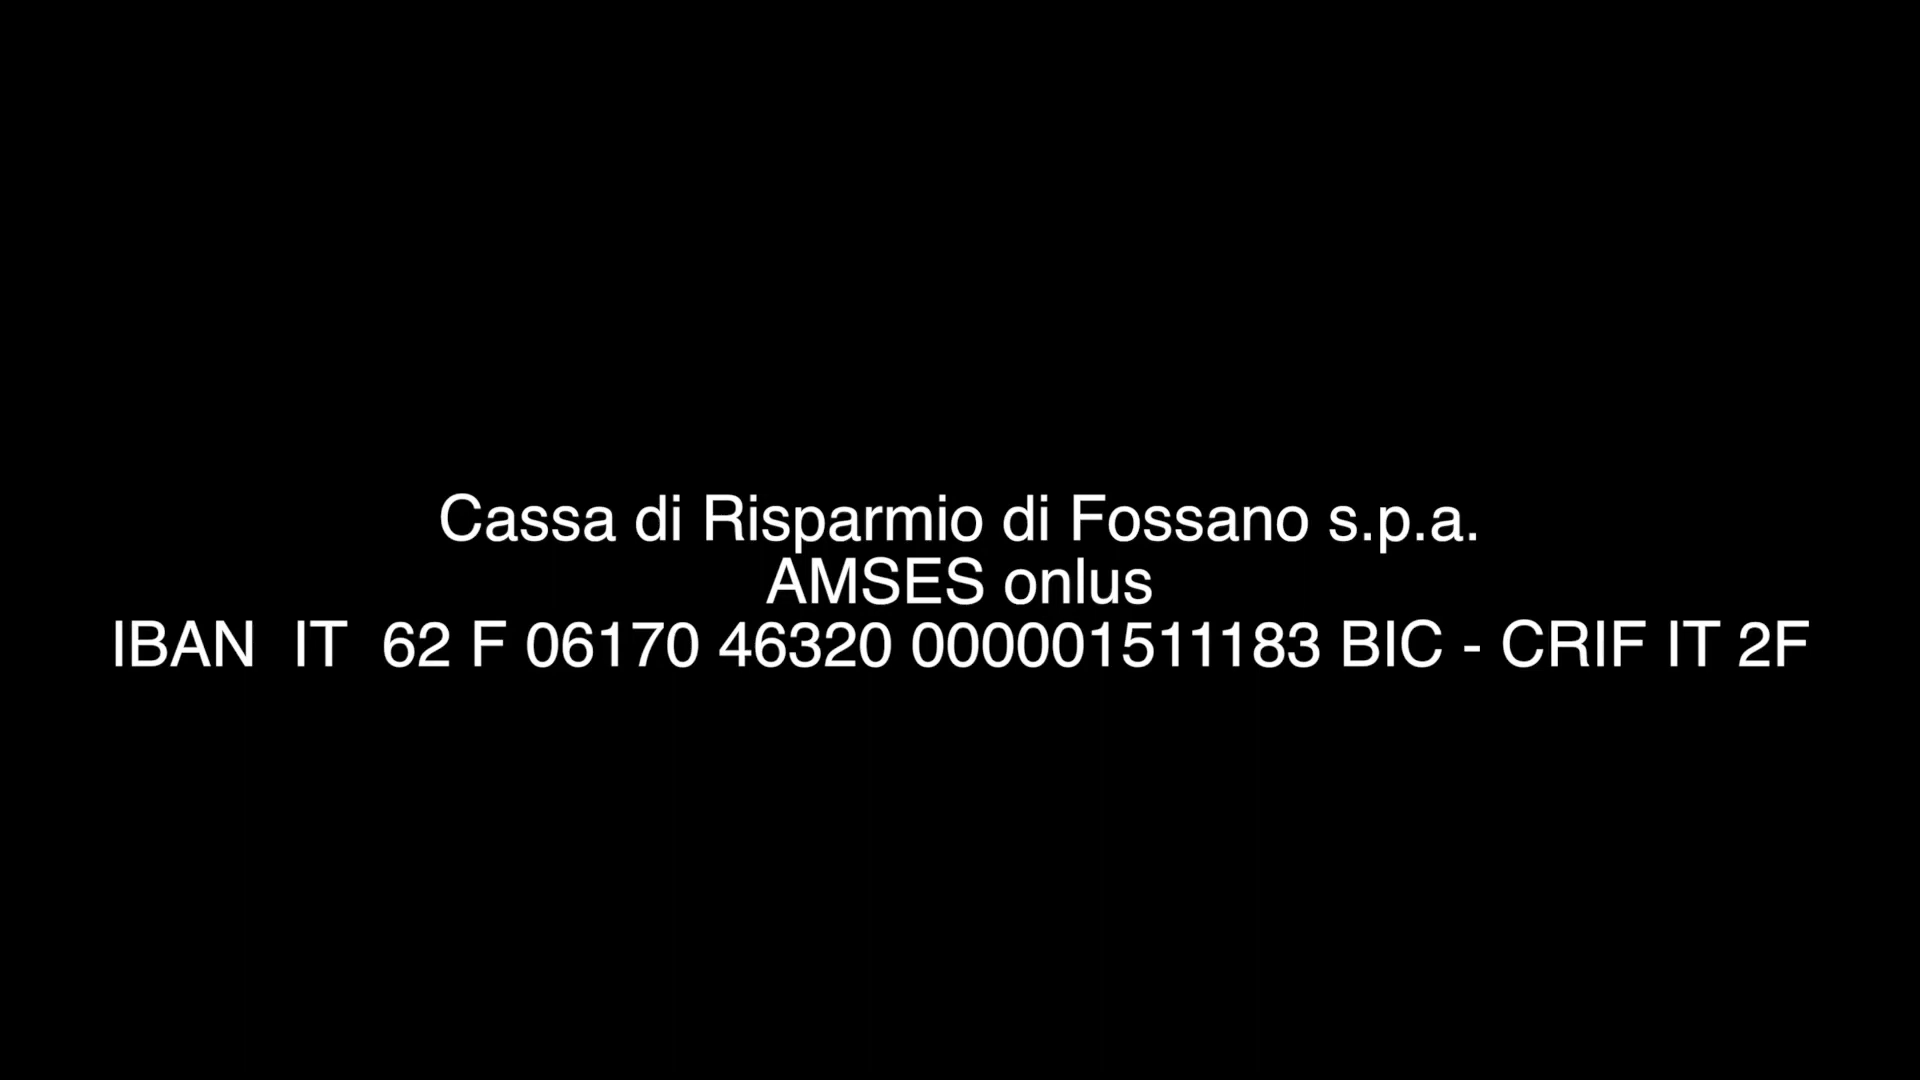 Cassa di Risparmio di Fossano s.p.a.
AMSES onlus
IBAN  IT  62 F 06170 46320 000001511183 BIC - CRIF IT 2F